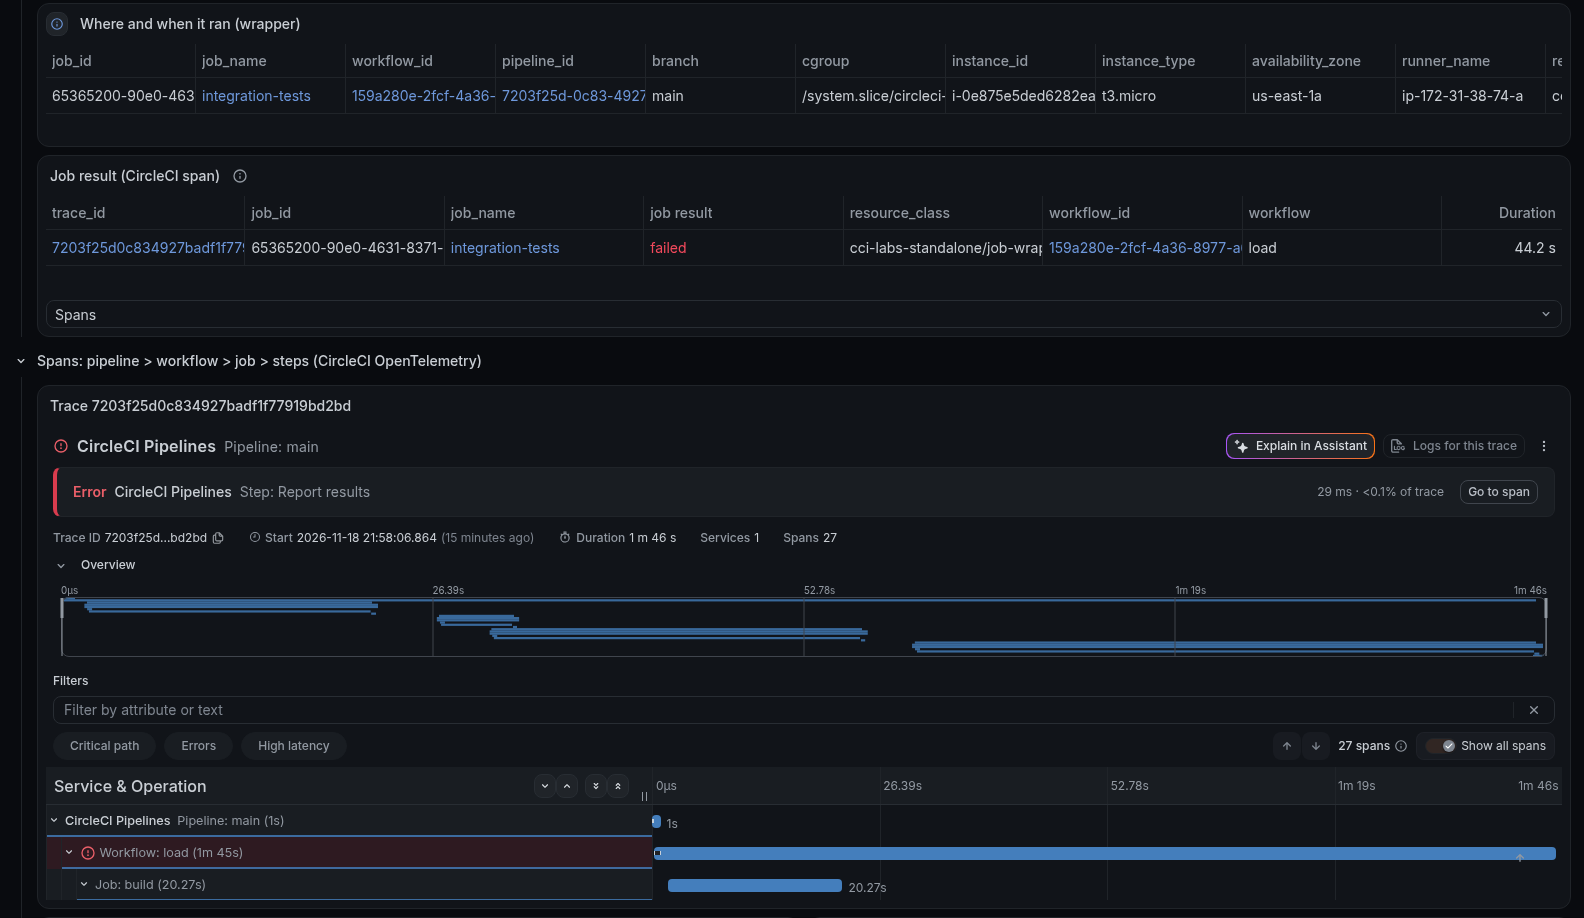 Where and when it ran (wrapper)
job_id job_name workflow_id pipeline_id branch cgroup instance_id instance_type availability_zone runner_name re
65365200-90e0-463 integration-tests 159a280e-2fcf-4a36- 7203f25d-0c83-4927 main /system.slice/circleci- i-0e875e5ded6282ea t3.micro us-east-1a ip-172-31-38-74-a
Job result (CircleCI span)
trace_id job_id job_name job result resource_class workflow_id workflow Duration
7203f25d0c834927badf1f779 65365200-90e0-4631-8371- integration-tests failed cci-labs-standalone/job-wrap 159a280e-2fcf-4a36-8977-a load 44.2 s
Spans
Spans: pipeline > workflow > job > steps (CircleCI OpenTelemetry)
Trace 7203f25d0c834927badf1f77919bd2bd
CircleCI Pipelines Pipeline: main Explain in Assistant Logs for this trace
Error CircleCI Pipelines Step: Report results 29 ms · <0.1% of trace Go to span
Trace ID 7203f25d...bd2bd Start 2026-11-18 21:58:06.864 (15 minutes ago) Duration 1 m 46 s Services 1 Spans 27
Overview
0μs 26.39s 52.78s 1m 19s 1m 46s
Filters
Filter by attribute or text
Critical path Errors High latency 27 spans Show all spans
Service & Operation 0μs 26.39s 52.78s 1m 19s 1m 46s
CircleCI Pipelines Pipeline: main (1s) 1s
Workflow: load (1m 45s)
Job: build (20.27s) 20.27s